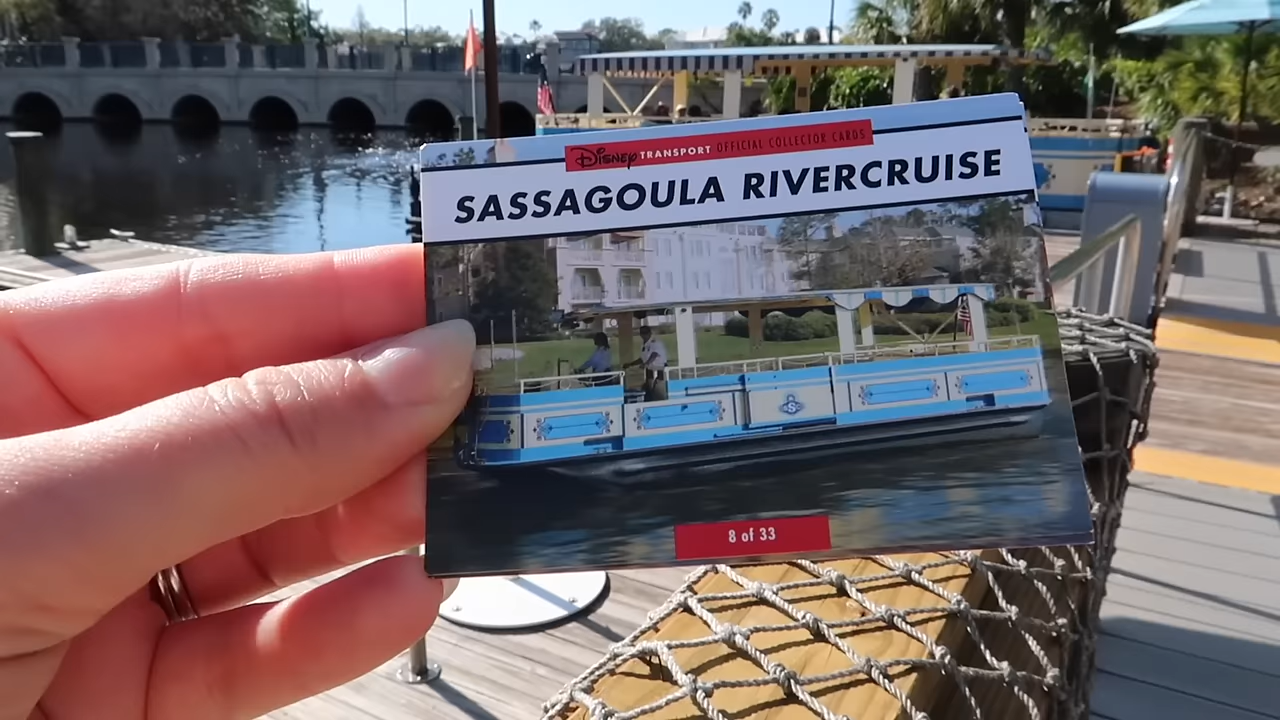 Disney TRANSPORT OFFICIAL COLLECTOR CARDS
SASSAGOULA RIVERCRUISE
S
8 of 33